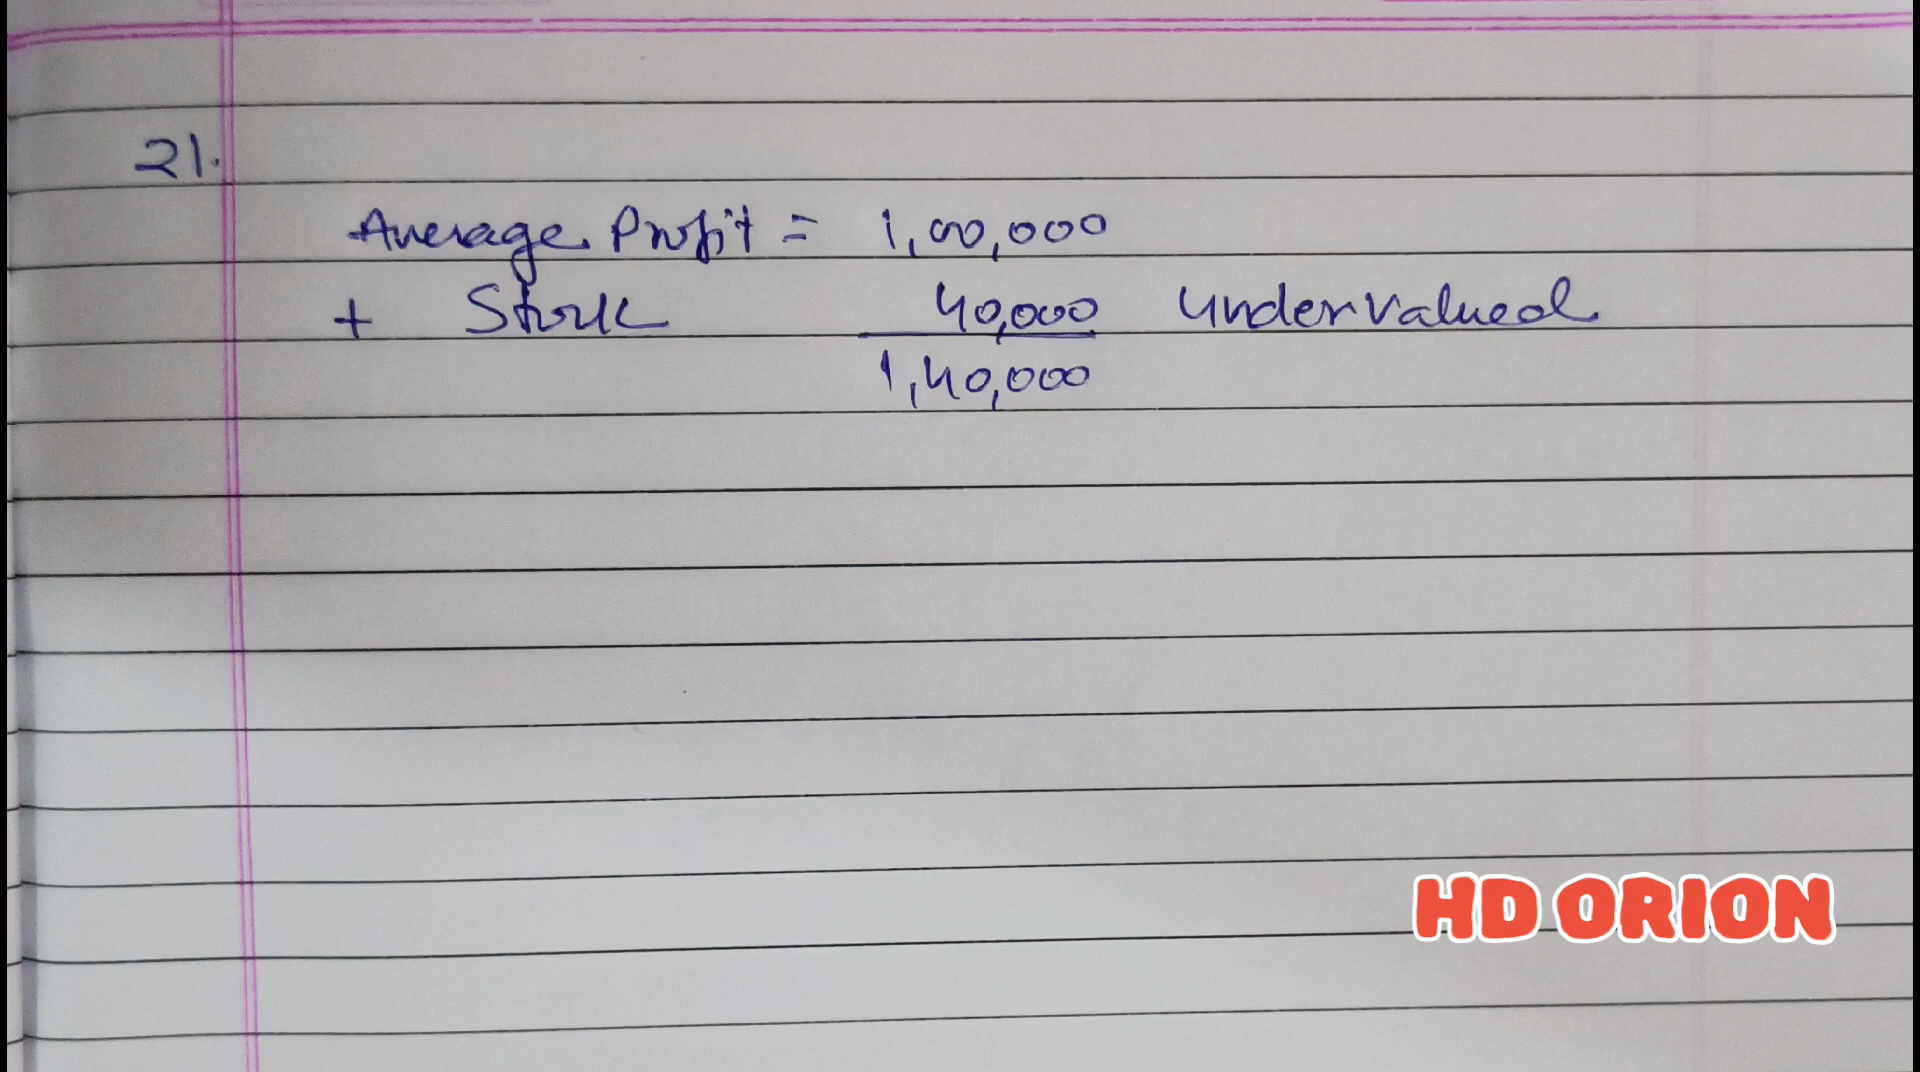 21.
Average Profit = 1,00,000
+ Stock 40,000 undervalued
1,40,000
HD ORION